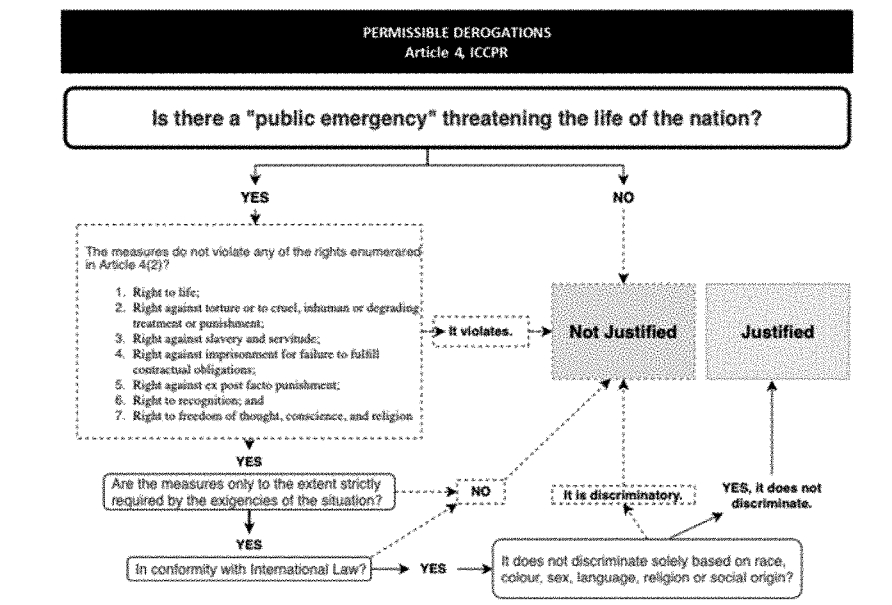 PERMISSIBLE DEROGATIONS
Article 4, ICCPR
Is there a "public emergency" threatening the life of the nation?
YES
NO
The measures do not violate any of the rights enumerared
in Article 4(2)?
1. Right to life;
2. Right against torture or to cruel, inhuman or degrading
treatment or punishment;
3. Right against slavery and servitude;
4. Right against imprisonment for failure to fulfill
contractual obligations;
5. Right against ex post facto punishment;
6. Right to recognition; and
7. Right to freedom of thought, conscience, and religion
It violates.
Not Justified
Justified
YES
Are the measures only to the extent strictly
required by the exigencies of the situation?
NO
It is discriminatory.
YES, it does not
discriminate.
YES
In conformity with International Law?
YES
It does not discriminate solely based on race,
colour, sex, language, religion or social origin?